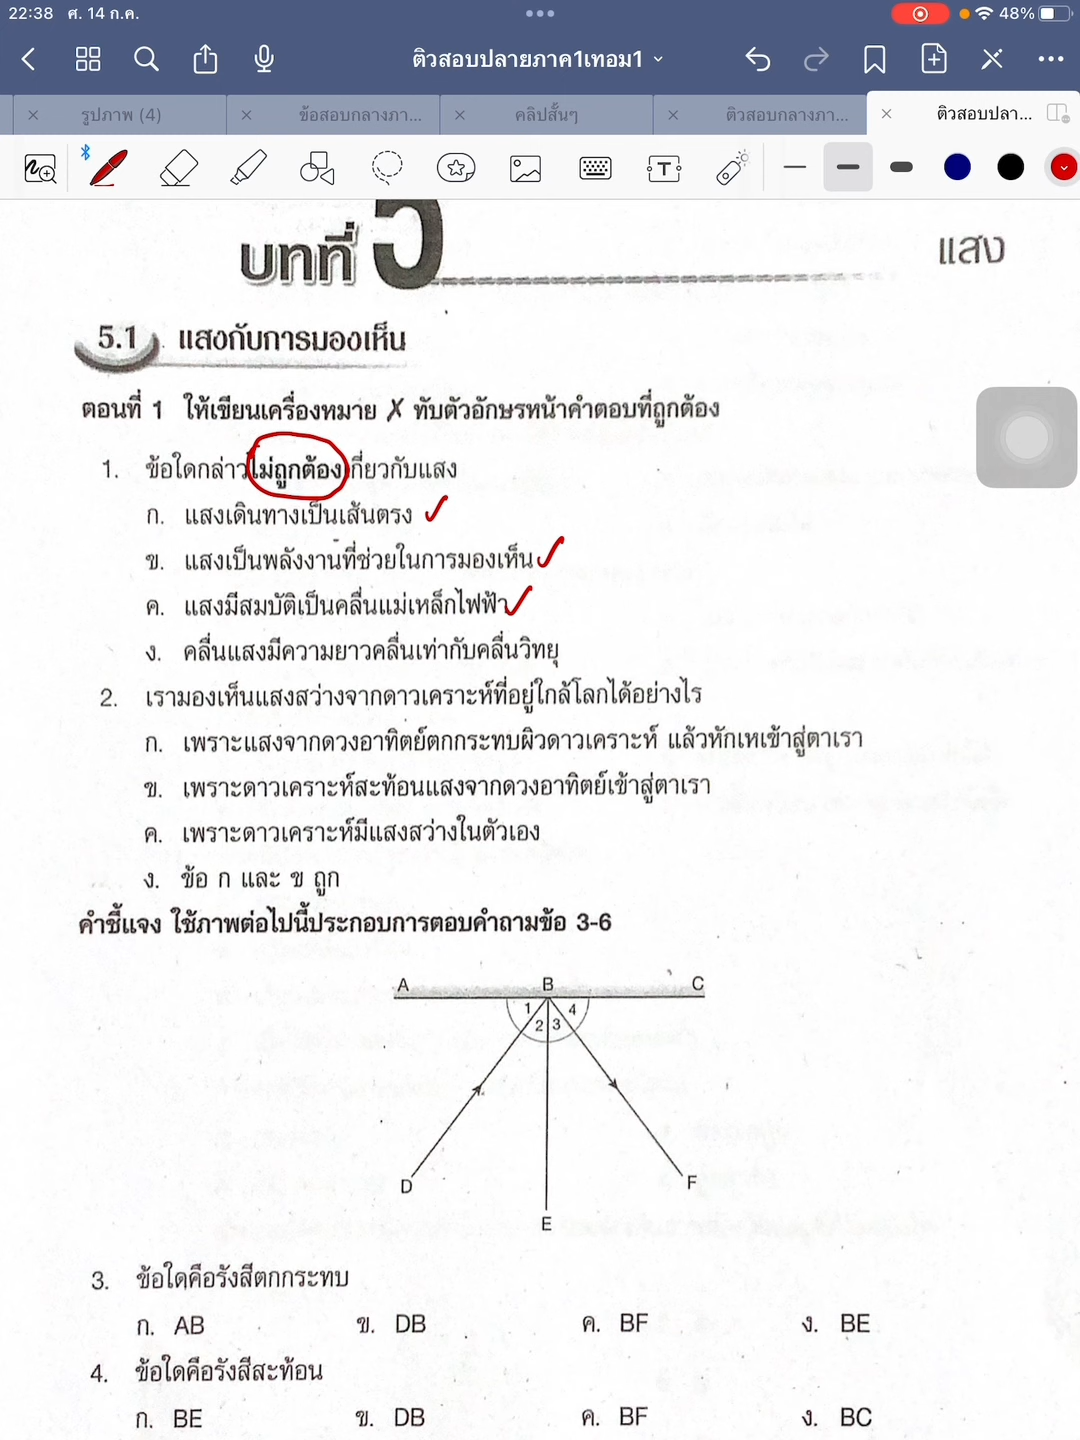 22:38 ศ. 14 ก.ค.
48%
ติวสอบปลายภาค1เทอม1
รูปภาพ (4)
ข้อสอบกลางภา...
คลิปสั้นๆ
ติวสอบกลางภา...
ติวสอบปลา...
บทที่ 5
แสง
5.1 แสงกับการมองเห็น
ตอนที่ 1 ให้เขียนเครื่องหมาย ✗ ทับตัวอักษรหน้าคำตอบที่ถูกต้อง
1. ข้อใดกล่าวไม่ถูกต้องเกี่ยวกับแสง
ก. แสงเดินทางเป็นเส้นตรง
ข. แสงเป็นพลังงานที่ช่วยในการมองเห็น
ค. แสงมีสมบัติเป็นคลื่นแม่เหล็กไฟฟ้า
ง. คลื่นแสงมีความยาวคลื่นเท่ากับคลื่นวิทยุ
2. เรามองเห็นแสงสว่างจากดาวเคราะห์ที่อยู่ใกล้โลกได้อย่างไร
ก. เพราะแสงจากดวงอาทิตย์ตกกระทบผิวดาวเคราะห์ แล้วหักเหเข้าสู่ตาเรา
ข. เพราะดาวเคราะห์สะท้อนแสงจากดวงอาทิตย์เข้าสู่ตาเรา
ค. เพราะดาวเคราะห์มีแสงสว่างในตัวเอง
ง. ข้อ ก และ ข ถูก
คำชี้แจง ใช้ภาพต่อไปนี้ประกอบการตอบคำถามข้อ 3-6
A B C
1 2 3 4
D F
E
3. ข้อใดคือรังสีตกกระทบ
ก. AB ข. DB ค. BF ง. BE
4. ข้อใดคือรังสีสะท้อน
ก. BE ข. DB ค. BF ง. BC